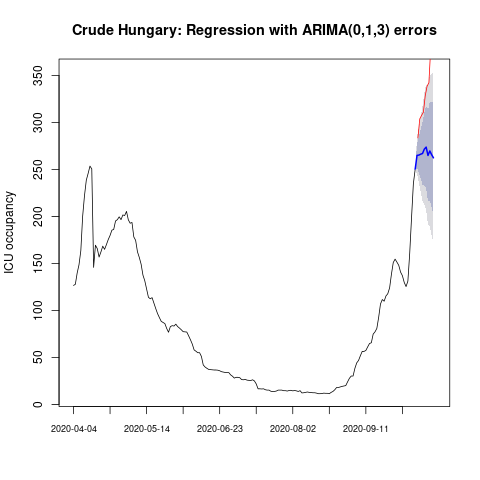 Crude Hungary: Regression with ARIMA(0,1,3) errors
ICU occupancy
350
300
250
200
150
100
50
0
2020-04-04 2020-05-14 2020-06-23 2020-08-02 2020-09-11